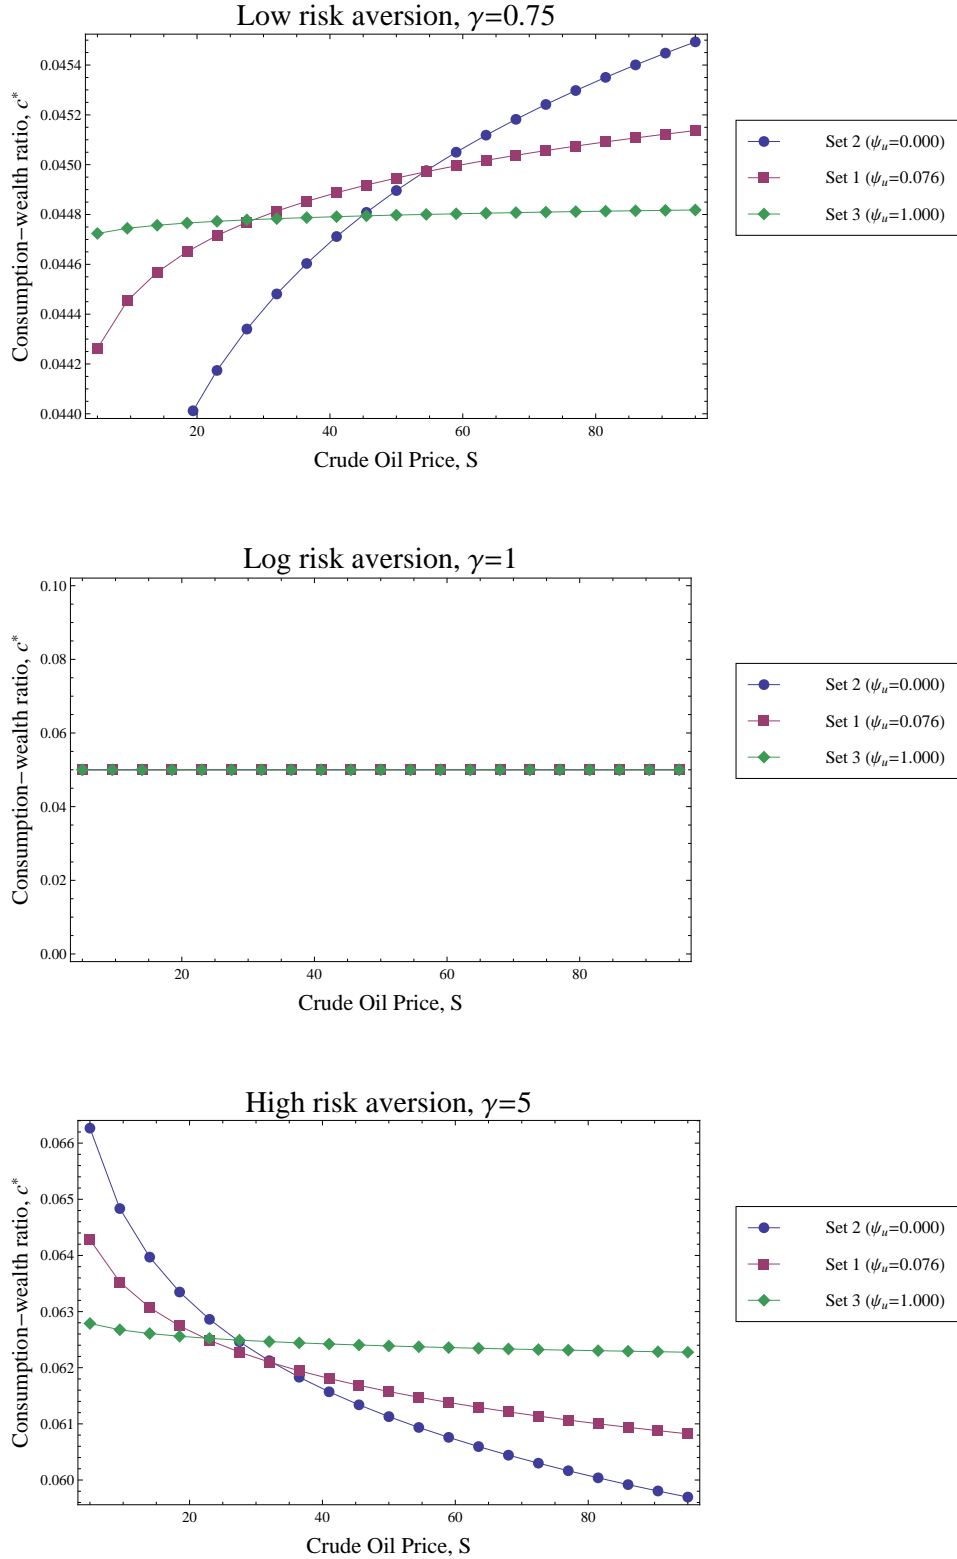 Low risk aversion, γ=0.75
0.0454
0.0452
0.0450
0.0448
0.0446
0.0444
0.0442
0.0440
Consumption−wealth ratio, c*
20
40
60
80
Crude Oil Price, S
Set 2 (ψu=0.000)
Set 1 (ψu=0.076)
Set 3 (ψu=1.000)
Log risk aversion, γ=1
0.10
0.08
0.06
0.04
0.02
0.00
Consumption−wealth ratio, c*
20
40
60
80
Crude Oil Price, S
Set 2 (ψu=0.000)
Set 1 (ψu=0.076)
Set 3 (ψu=1.000)
High risk aversion, γ=5
0.066
0.065
0.064
0.063
0.062
0.061
0.060
Consumption−wealth ratio, c*
20
40
60
80
Crude Oil Price, S
Set 2 (ψu=0.000)
Set 1 (ψu=0.076)
Set 3 (ψu=1.000)